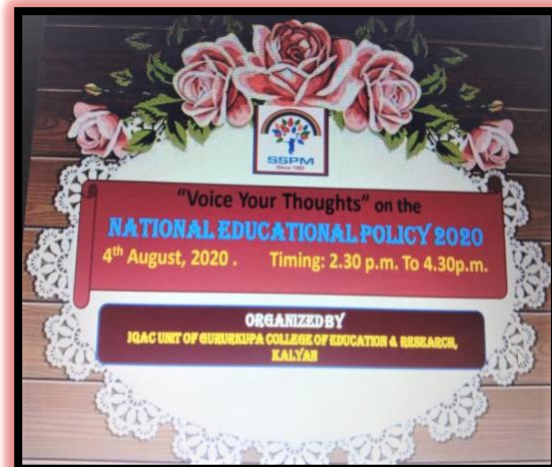 SSPM
"Voice Your Thoughts" on the
NATIONAL EDUCATIONAL POLICY 2020
4th August, 2020 . Timing: 2.30 p.m. To 4.30p.m.
ORGANIZED BY
IQAC UNIT OF GURURKUPA COLLEGE OF EDUCATION & RESEARCH,
KALYAN